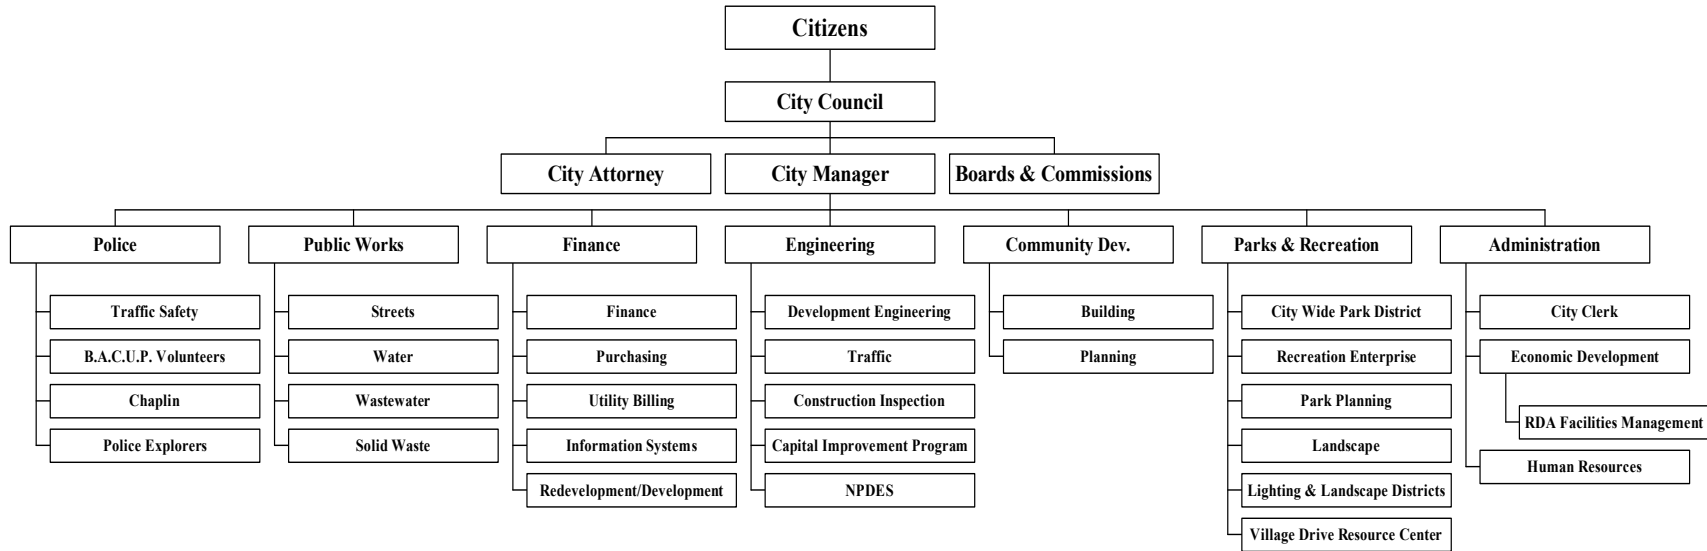 Citizens
City Council
City Attorney
City Manager
Boards & Commissions
Police
Public Works
Finance
Engineering
Community Dev.
Parks & Recreation
Administration
Traffic Safety
B.A.C.U.P. Volunteers
Chaplin
Police Explorers
Streets
Water
Wastewater
Solid Waste
Finance
Purchasing
Utility Billing
Information Systems
Redevelopment/Development
Development Engineering
Traffic
Construction Inspection
Capital Improvement Program
NPDES
Building
Planning
City Wide Park District
Recreation Enterprise
Park Planning
Landscape
Lighting & Landscape Districts
Village Drive Resource Center
City Clerk
Economic Development
RDA Facilities Management
Human Resources